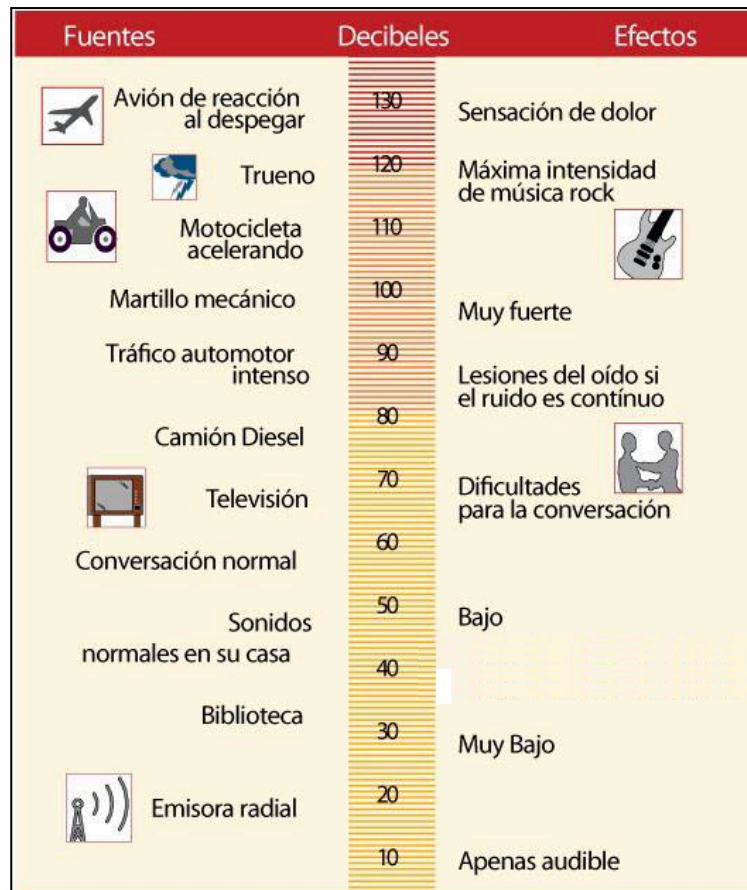 Fuentes Decibeles Efectos
Avión de reacción
al despegar
130
Sensación de dolor
Trueno
120
Máxima intensidad
de música rock
Motocicleta
acelerando
110
Martillo mecánico
100
Muy fuerte
Tráfico automotor
intenso
90
Lesiones del oído si
el ruido es contínuo
80
Camión Diesel
70
Televisión
Dificultades
para la conversación
60
Conversación normal
50
Bajo
Sonidos
normales en su casa
40
Biblioteca
30
Muy Bajo
20
Emisora radial
10
Apenas audible